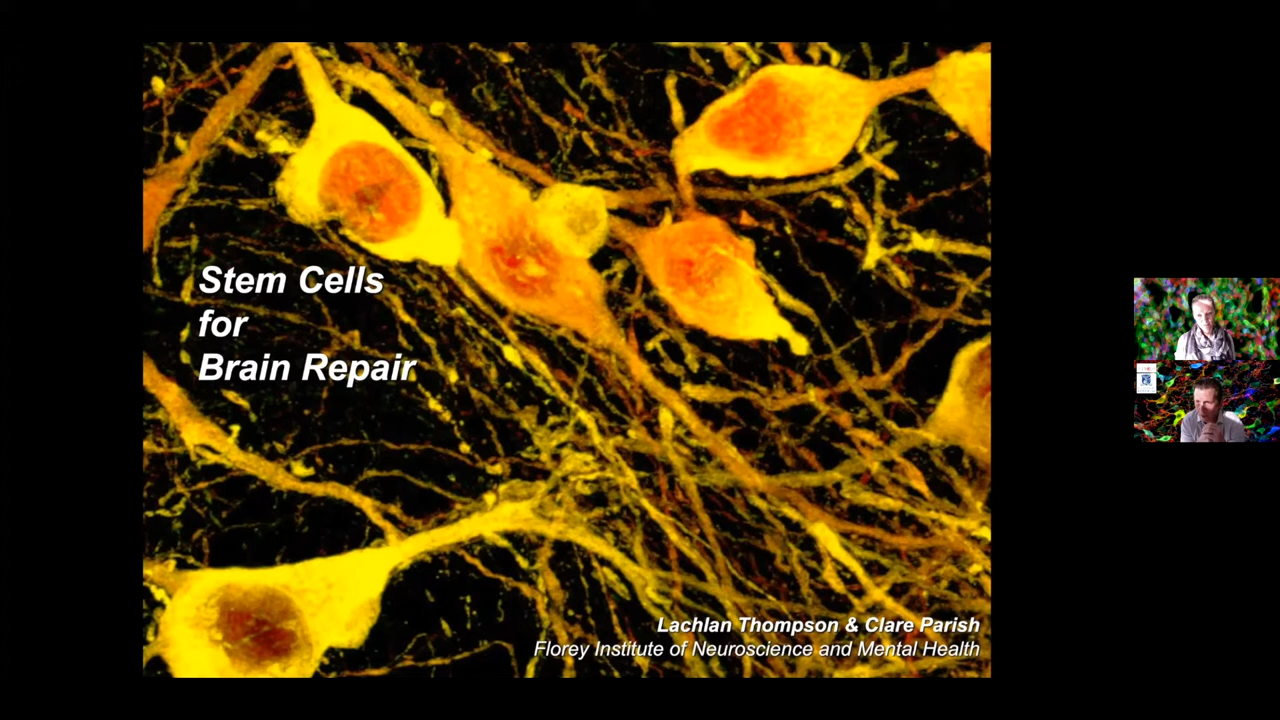 Stem Cells
for
Brain Repair
Lachlan Thompson & Clare Parish
Florey Institute of Neuroscience and Mental Health